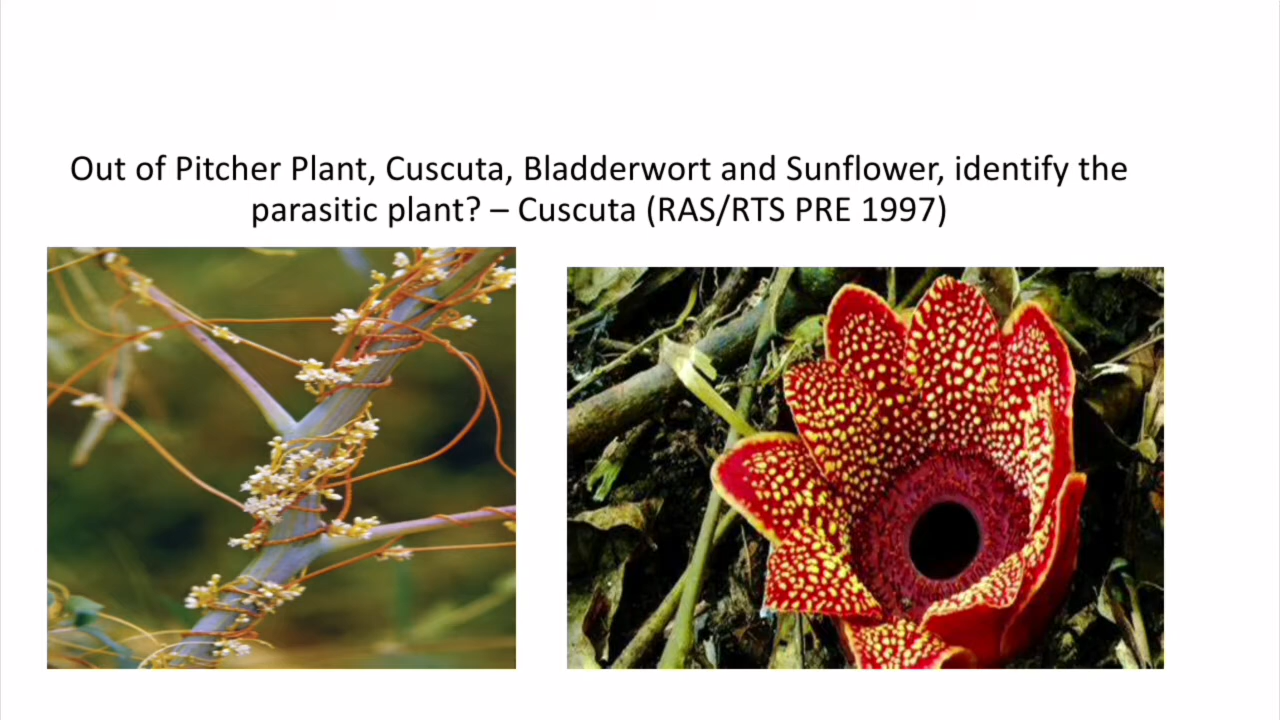 Out of Pitcher Plant, Cuscuta, Bladderwort and Sunflower, identify the
parasitic plant? – Cuscuta (RAS/RTS PRE 1997)